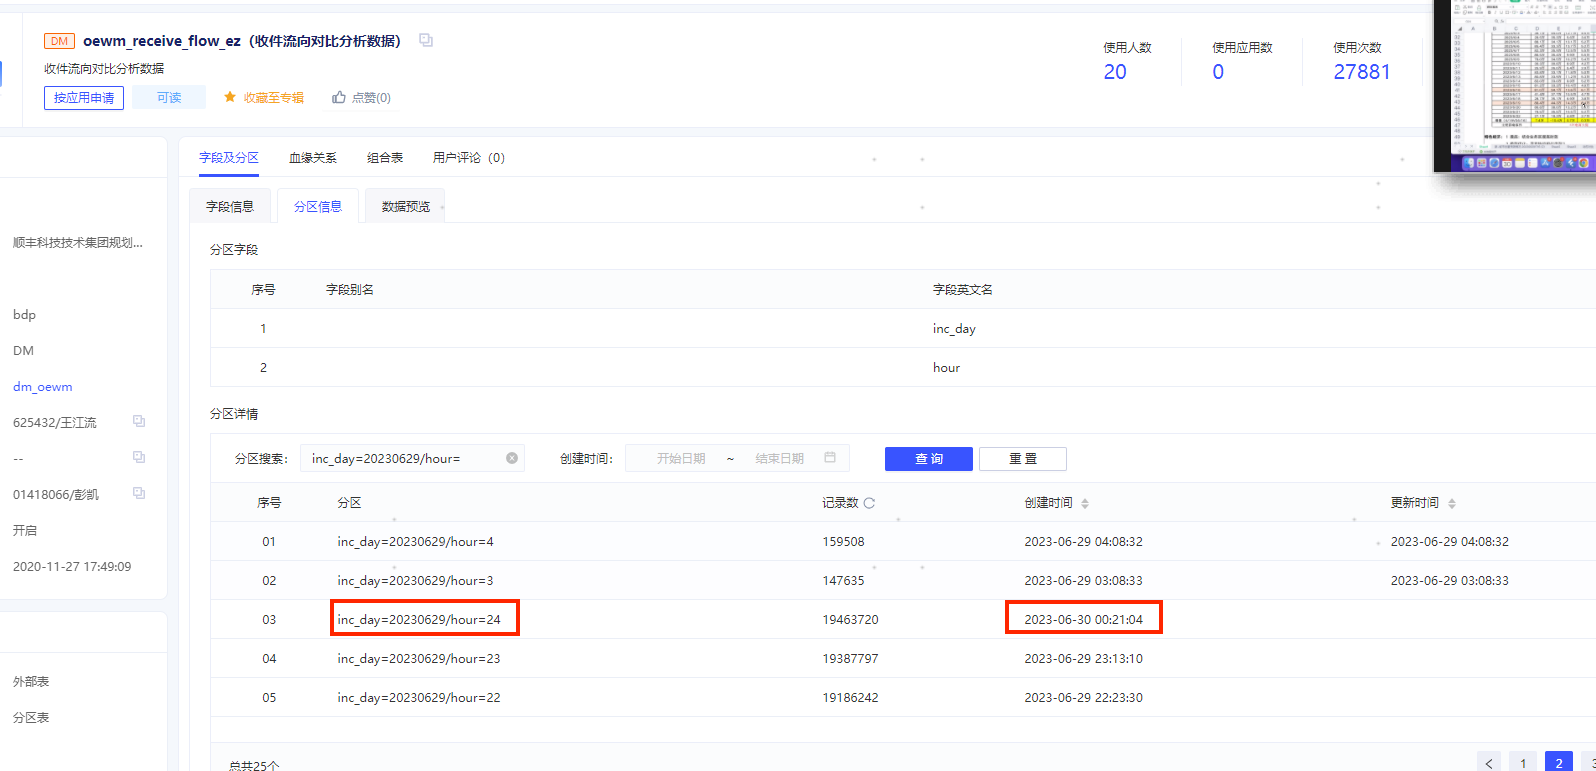 DM oewm_receive_flow_ez（收件流向对比分析数据）
收件流向对比分析数据
按应用申请 可读 收藏至专辑 点赞(0)
使用人数 使用应用数 使用次数
20 0 27881
顺丰科技技术集团规划...
bdp
DM
dm_oewm
625432/王江流
--
01418066/彭凯
开启
2020-11-27 17:49:09
外部表
分区表
字段及分区 血缘关系 组合表 用户评论（0）
字段信息 分区信息 数据预览
分区字段
序号 字段别名 字段英文名
1 inc_day
2 hour
分区详情
分区搜索： inc_day=20230629/hour= 创建时间： 开始日期 ~ 结束日期 查 询 重 置
序号 分区 记录数 创建时间 更新时间
01 inc_day=20230629/hour=4 159508 2023-06-29 04:08:32 2023-06-29 04:08:32
02 inc_day=20230629/hour=3 147635 2023-06-29 03:08:33 2023-06-29 03:08:33
03 inc_day=20230629/hour=24 19463720 2023-06-30 00:21:04
04 inc_day=20230629/hour=23 19387797 2023-06-29 23:13:10
05 inc_day=20230629/hour=22 19186242 2023-06-29 22:23:30
总共25个 < 1 2